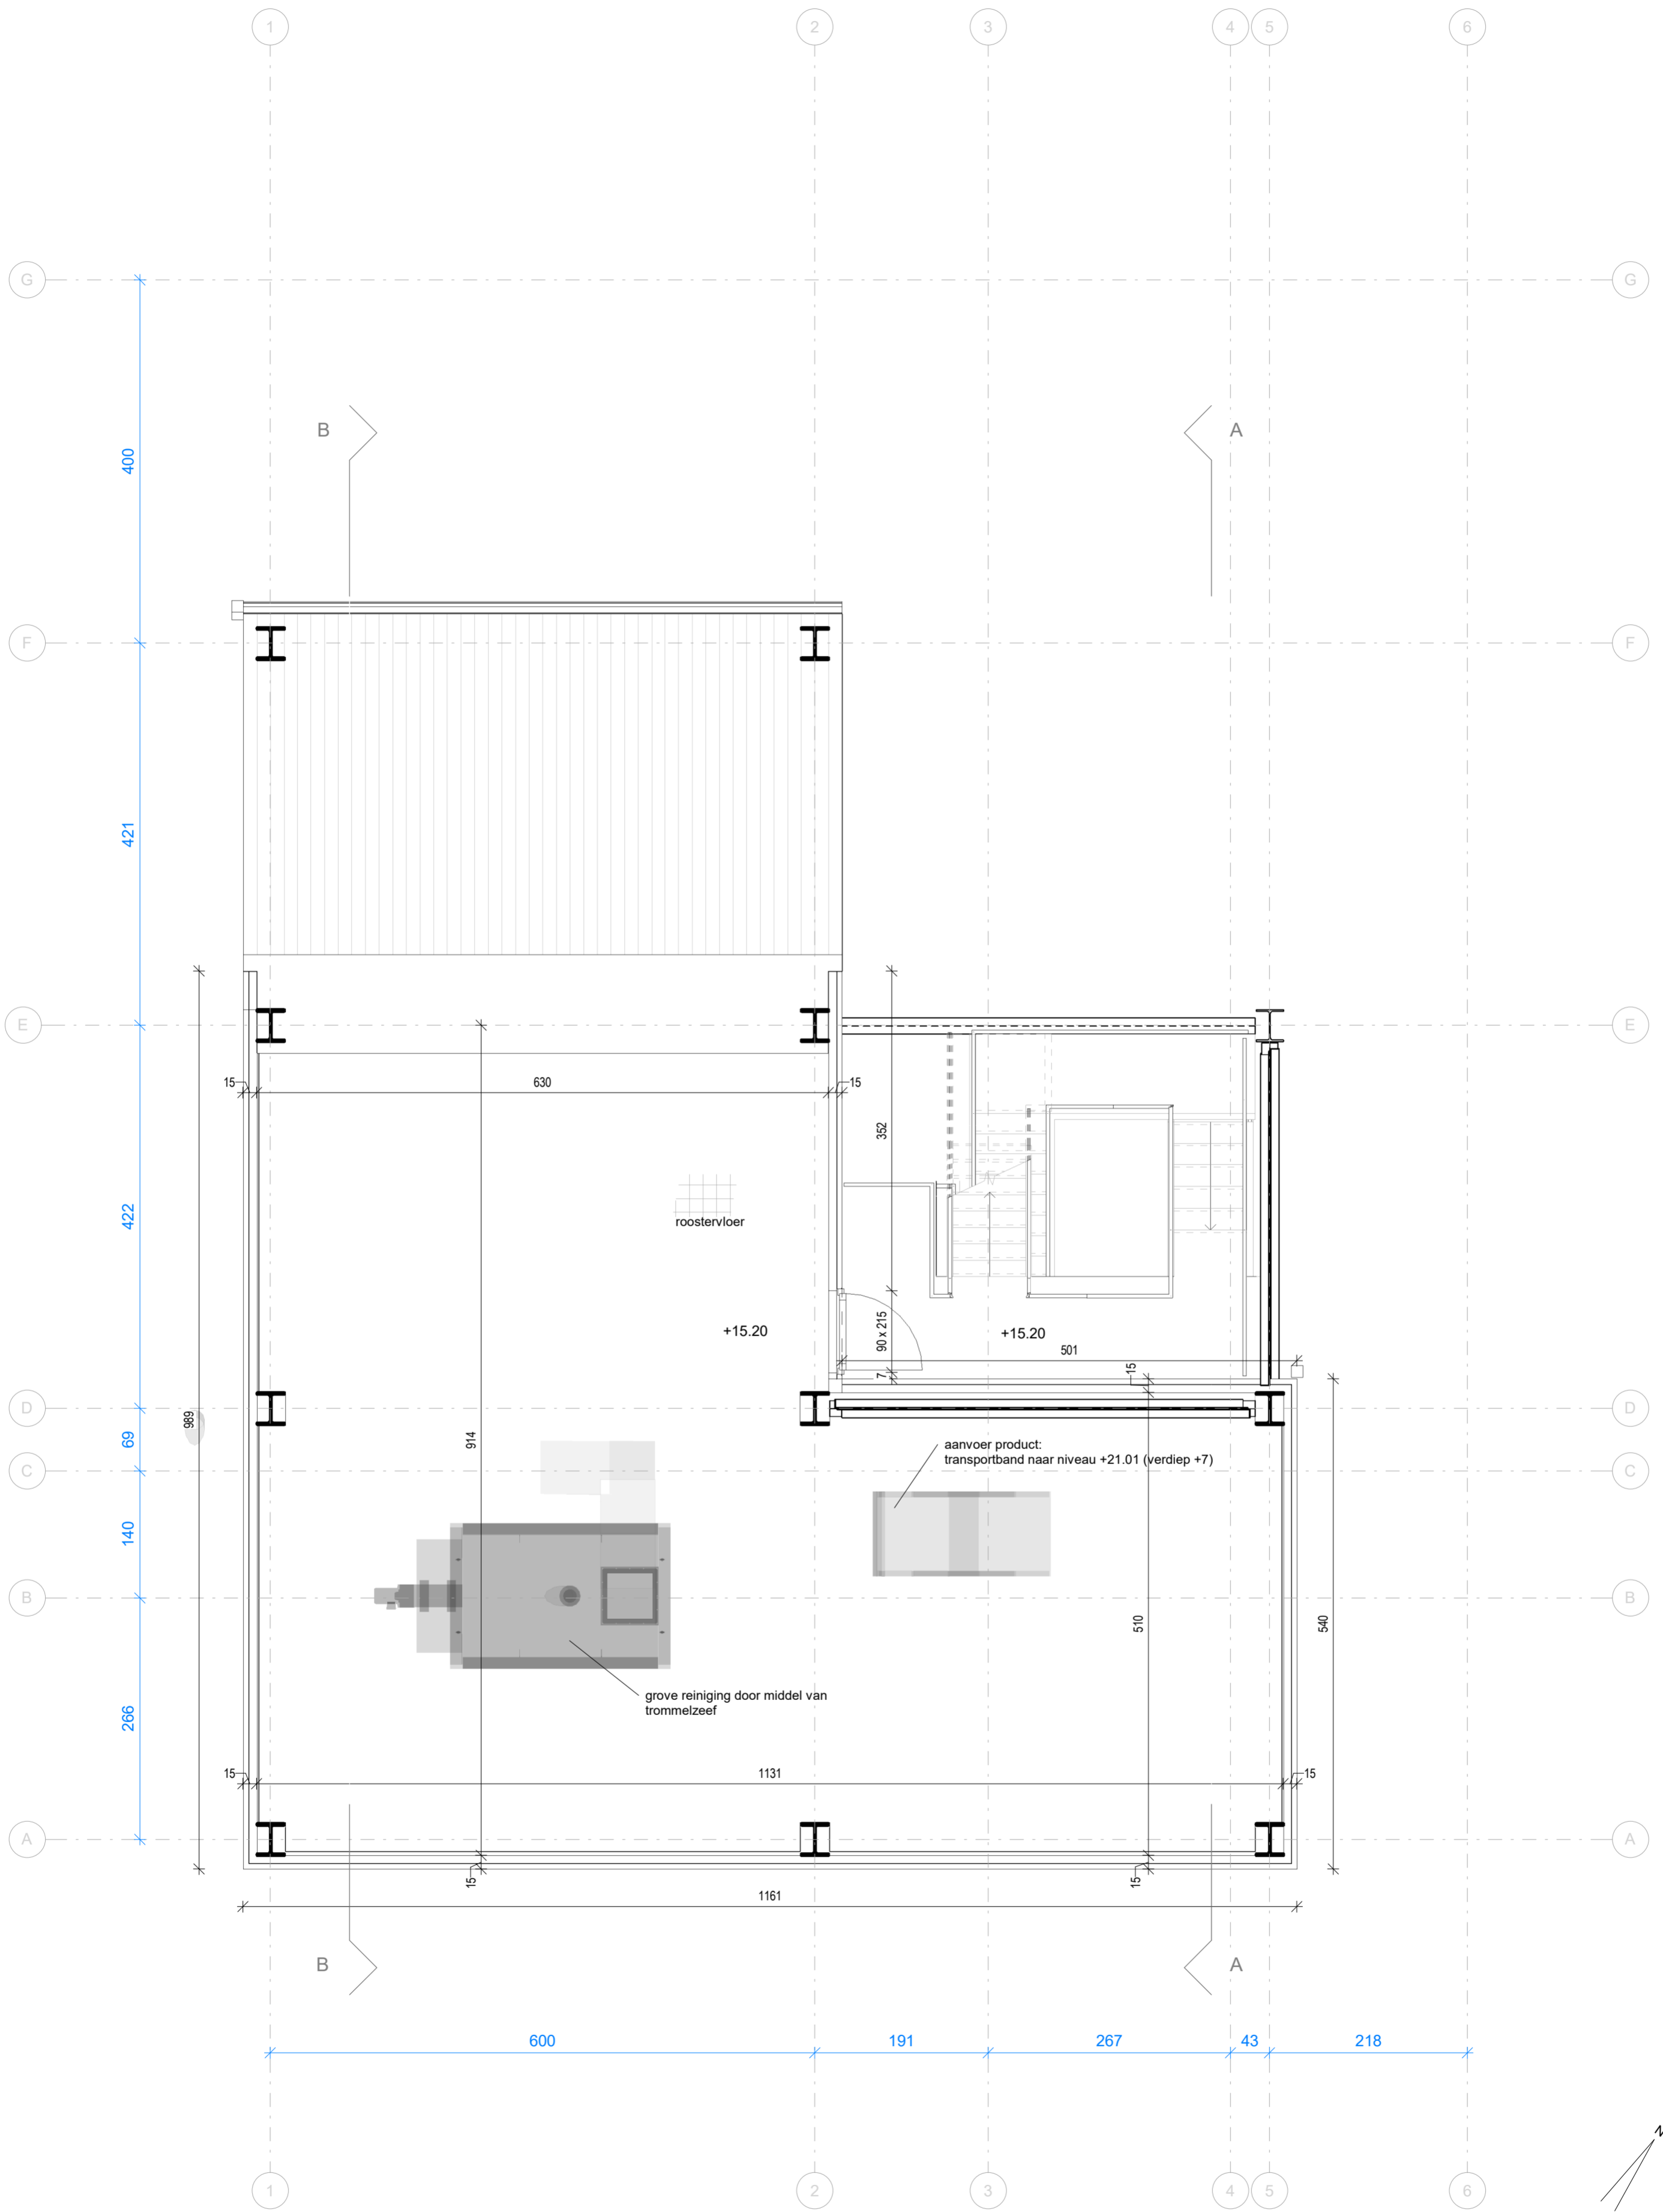 1 2 3 4 5 6
G G
400
B A
F F
421
E E
15 630 15
352
422
roostervloer
+15.20
90 x 215
+15.20
501
7
15
D D
989
69
914
aanvoer product:
transportband naar niveau +21.01 (verdiep +7)
C C
140
B B
510
540
grove reiniging door middel van
trommelzeef
266
15 1131 15
A A
15
15
1161
B A
600 191 267 43 218
N
1 2 3 4 5 6